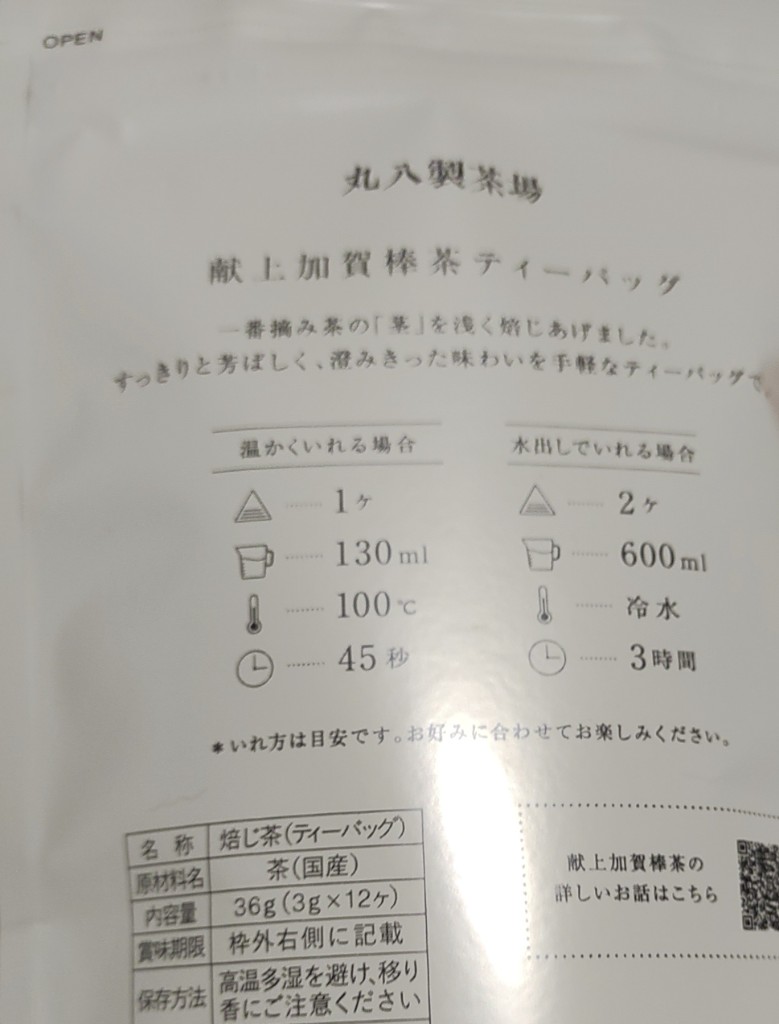 OPEN
丸八製茶場
献上加賀棒茶ティーバッグ
一番摘み茶の「茎」を浅く焙じあげました。
すっきりと芳ばしく、澄みきった味わいを手軽なティーバッグで
温かくいれる場合
1ヶ
130ml
100℃
45秒
水出しでいれる場合
2ヶ
600ml
冷水
3時間
*いれ方は目安です。お好みに合わせてお楽しみください。
名称 焙じ茶(ティーバッグ)
原材料名 茶(国産)
内容量 36g(3g×12ヶ)
賞味期限 枠外右側に記載
保存方法 高温多湿を避け、移り
香にご注意ください
献上加賀棒茶の
詳しいお話はこちら